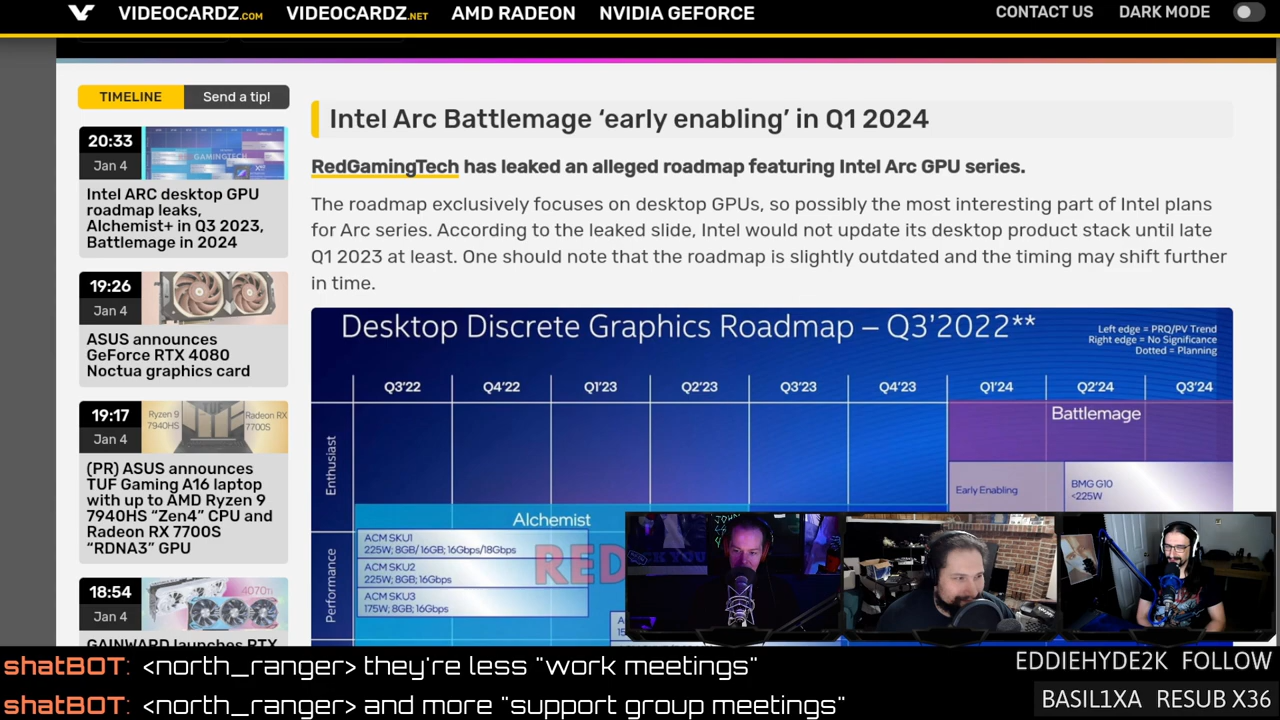 VIDEOCARDZ.COM
VIDEOCARDZ.NET
AMD RADEON
NVIDIA GEFORCE
CONTACT US
DARK MODE
TIMELINE
Send a tip!
20:33
Jan 4
Intel ARC desktop GPU
roadmap leaks,
Alchemist+ in Q3 2023,
Battlemage in 2024
19:26
Jan 4
ASUS announces
GeForce RTX 4080
Noctua graphics card
19:17
Jan 4
Ryzen 9
7940HS
Radeon RX
7700S
(PR) ASUS announces
TUF Gaming A16 laptop
with up to AMD Ryzen 9
7940HS “Zen4” CPU and
Radeon RX 7700S
“RDNA3” GPU
18:54
Jan 4
4070Ti
GAINWARD launches RTX
Intel Arc Battlemage ‘early enabling’ in Q1 2024
RedGamingTech has leaked an alleged roadmap featuring Intel Arc GPU series.
The roadmap exclusively focuses on desktop GPUs, so possibly the most interesting part of Intel plans
for Arc series. According to the leaked slide, Intel would not update its desktop product stack until late
Q1 2023 at least. One should note that the roadmap is slightly outdated and the timing may shift further
in time.
Desktop Discrete Graphics Roadmap – Q3’2022**
Left edge = PRQ/PV Trend
Right edge = No Significance
Dotted = Planning
Q3’22 Q4’22 Q1’23 Q2’23 Q3’23 Q4’23 Q1’24 Q2’24 Q3’24
Enthusiast
Battlemage
Early Enabling
BMG G10
<225W
Performance
Alchemist
ACM SKU1
225W; 8GB/ 16GB; 16Gbps/18Gbps
ACM SKU2
225W; 8GB; 16Gbps
ACM SKU3
175W; 8GB; 16Gbps
RED
shatBOT: <north_ranger> they're less "work meetings"
shatBOT: <north_ranger> and more "support group meetings"
EDDIEHYDE2K FOLLOW
BASIL1XA RESUB X36